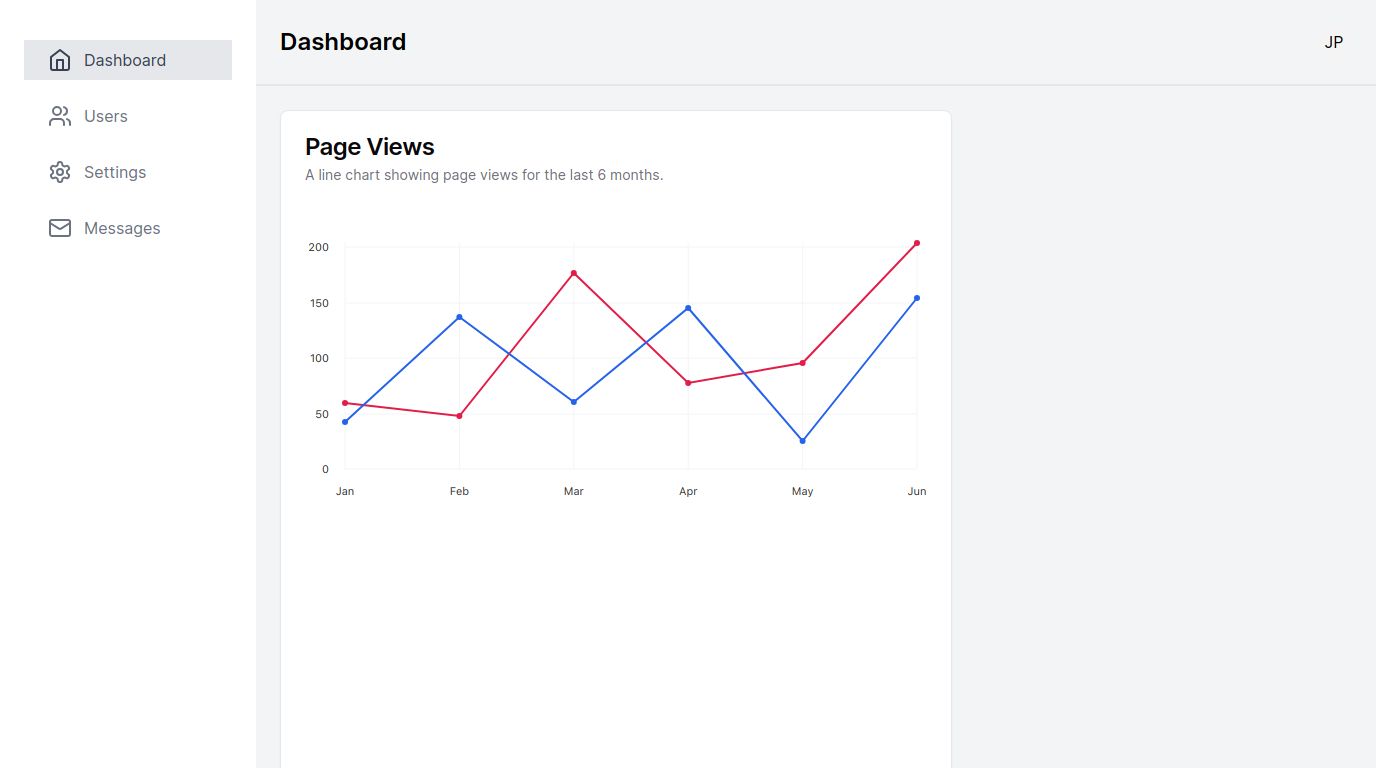 Dashboard
Users
Settings
Messages
Dashboard
JP
Page Views
A line chart showing page views for the last 6 months.
200
150
100
50
0
Jan Feb Mar Apr May Jun